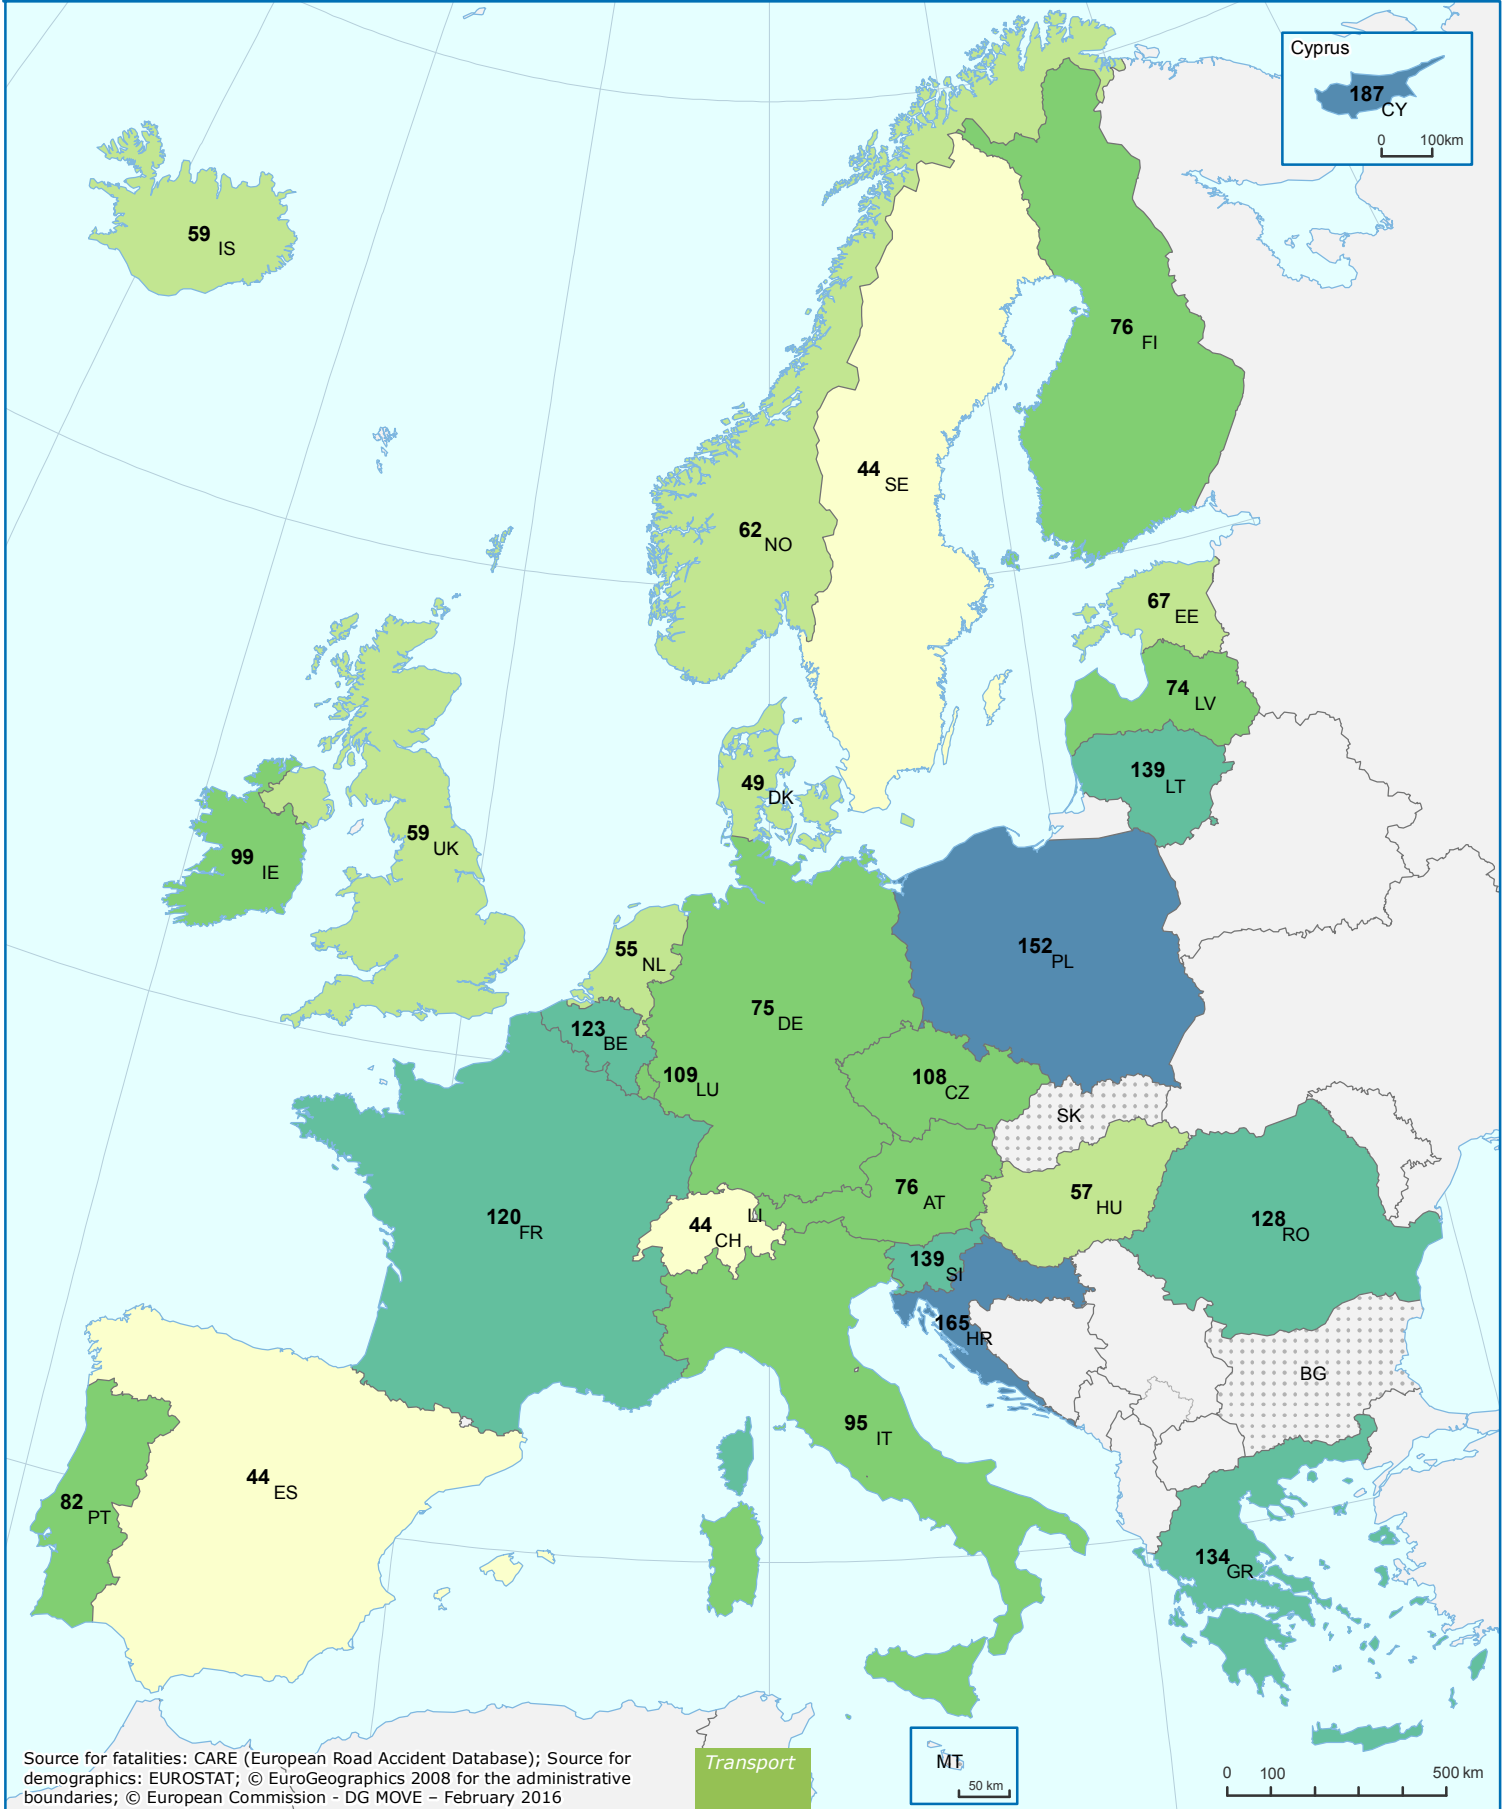 Cyprus
187
CY
0 100km
59
IS
76
FI
44
SE
62
NO
67
EE
74
LV
139
LT
49
DK
59
UK
99
IE
55
NL
152
PL
75
DE
123
BE
109
LU
108
CZ
SK
76
AT
57
HU
128
RO
120
FR
44
CH
LI
139
SI
165
HR
BG
95
IT
44
ES
82
PT
134
GR
MT
50 km
0 100 500 km
Transport
Source for fatalities: CARE (European Road Accident Database); Source for
demographics: EUROSTAT; © EuroGeographics 2008 for the administrative
boundaries; © European Commission - DG MOVE – February 2016